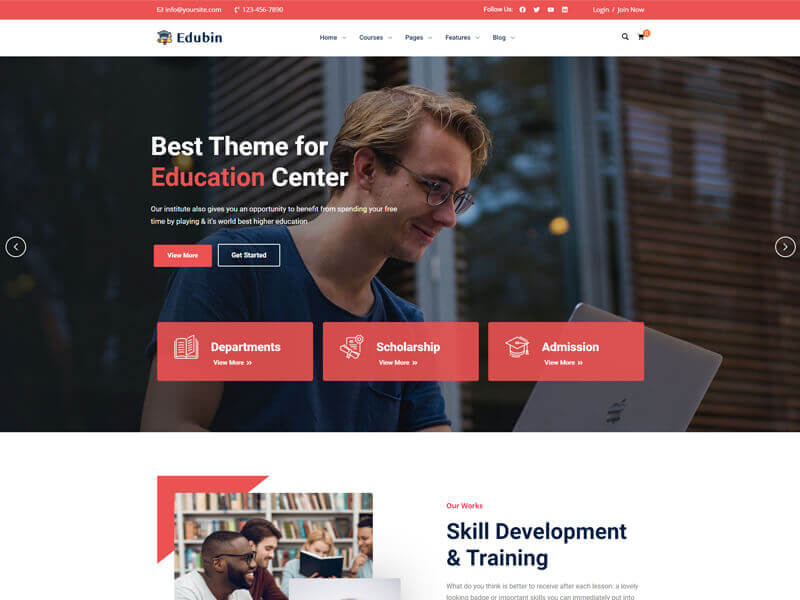 info@yoursite.com 123-456-7890 Follow Us: Login / Join Now
Edubin Home Courses Pages Features Blog 0
Best Theme for
Education Center
Our institute also gives you an opportunity to benefit from spending your free
time by playing & it's world best higher education
View More Get Started
Departments
View More »
Scholarship
View More »
Admission
View More »
Our Works
Skill Development
& Training
What do you think is better to receive after each lesson: a lovely
looking badge or important skills you can immediately put into